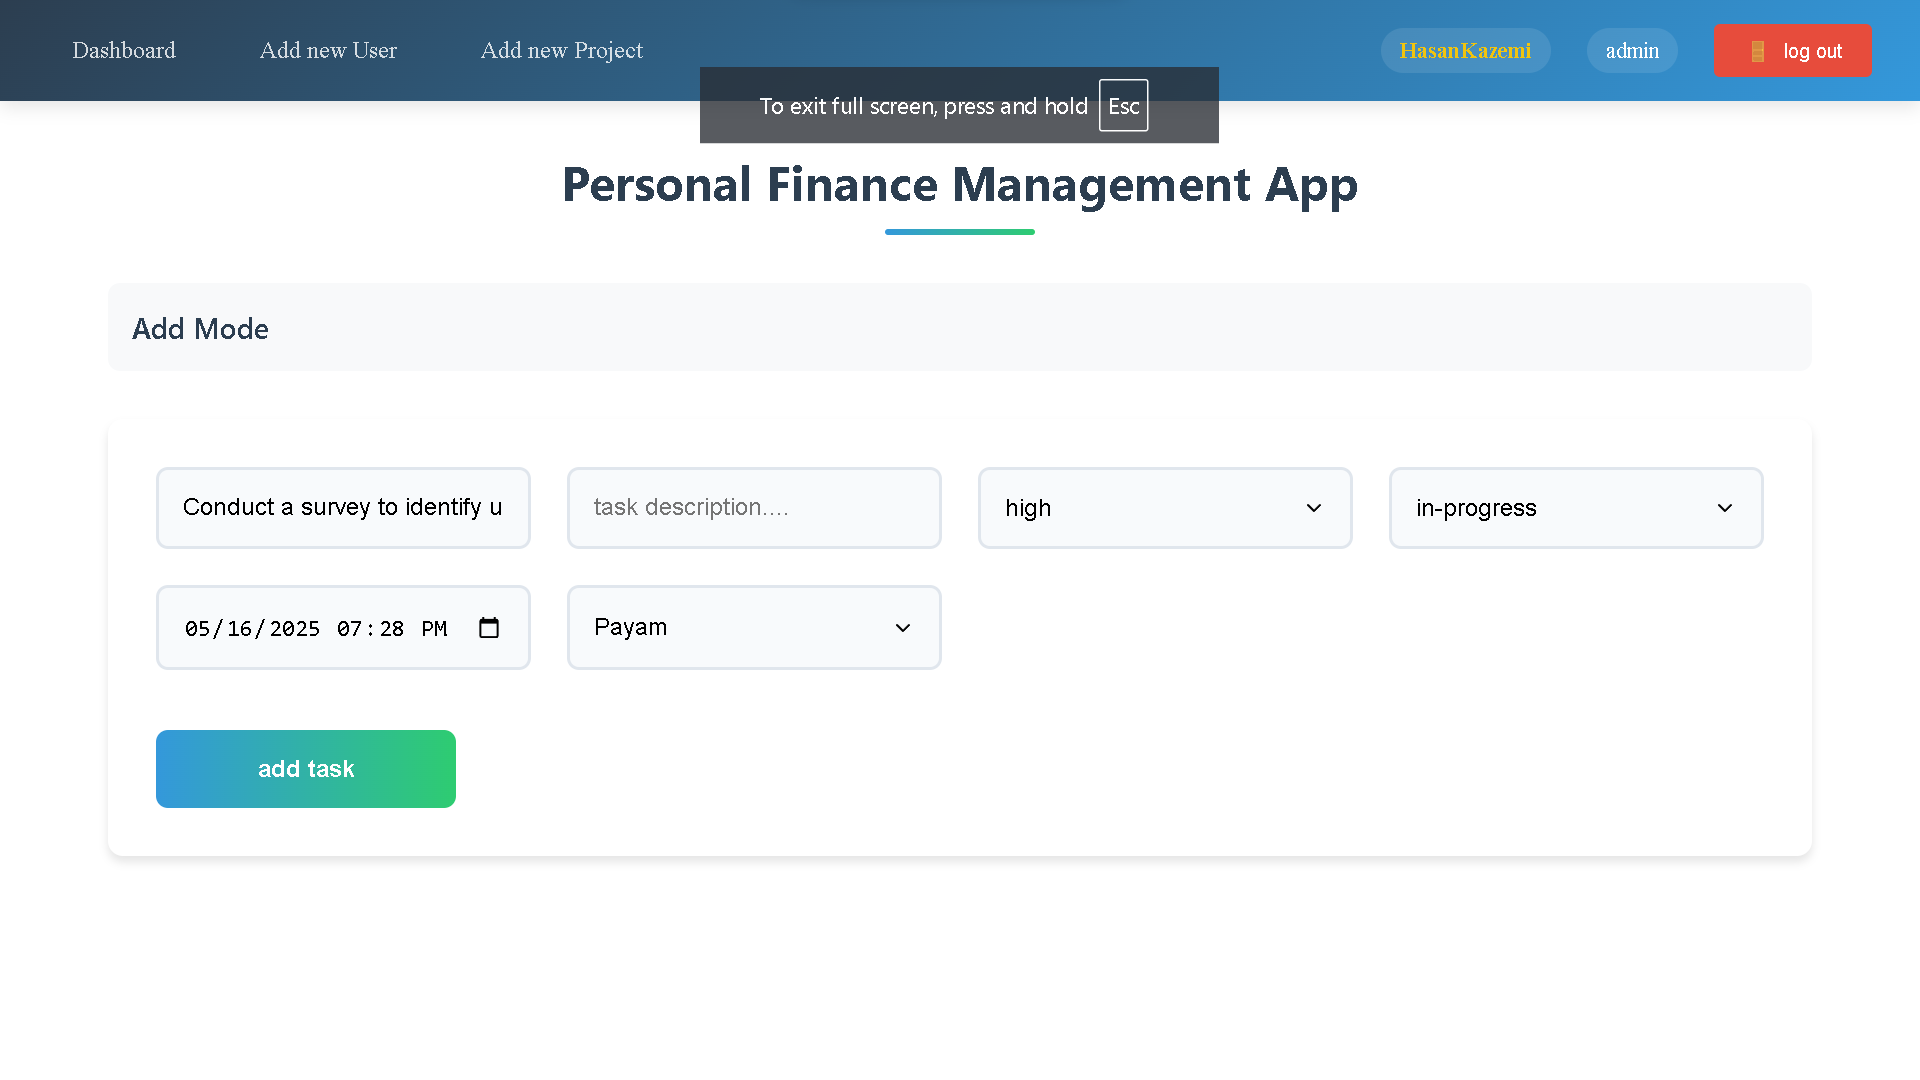 Dashboard Add new User Add new Project HasanKazemi admin log out
To exit full screen, press and hold Esc
Personal Finance Management App
Add Mode
Conduct a survey to identify u task description.... high in-progress
05/16/2025 07:28 PM Payam
add task